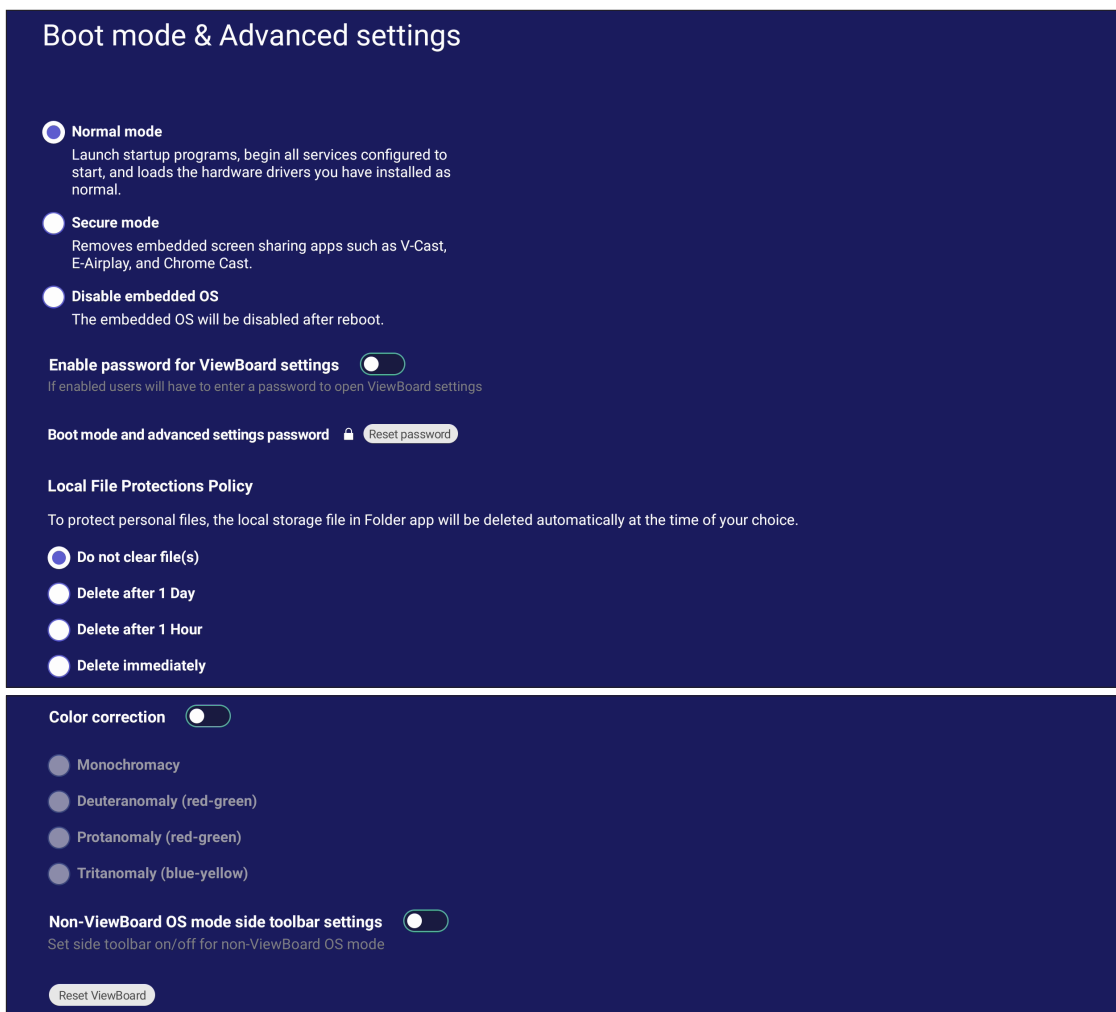 Boot mode & Advanced settings
Normal mode
Launch startup programs, begin all services configured to
start, and loads the hardware drivers you have installed as
normal.
Secure mode
Removes embedded screen sharing apps such as V-Cast,
E-Airplay, and Chrome Cast.
Disable embedded OS
The embedded OS will be disabled after reboot.
Enable password for ViewBoard settings
If enabled users will have to enter a password to open ViewBoard settings
Boot mode and advanced settings password Reset password
Local File Protections Policy
To protect personal files, the local storage file in Folder app will be deleted automatically at the time of your choice.
Do not clear file(s)
Delete after 1 Day
Delete after 1 Hour
Delete immediately
Color correction
Monochromacy
Deuteranomaly (red-green)
Protanomaly (red-green)
Tritanomaly (blue-yellow)
Non-ViewBoard OS mode side toolbar settings
Set side toolbar on/off for non-ViewBoard OS mode
Reset ViewBoard